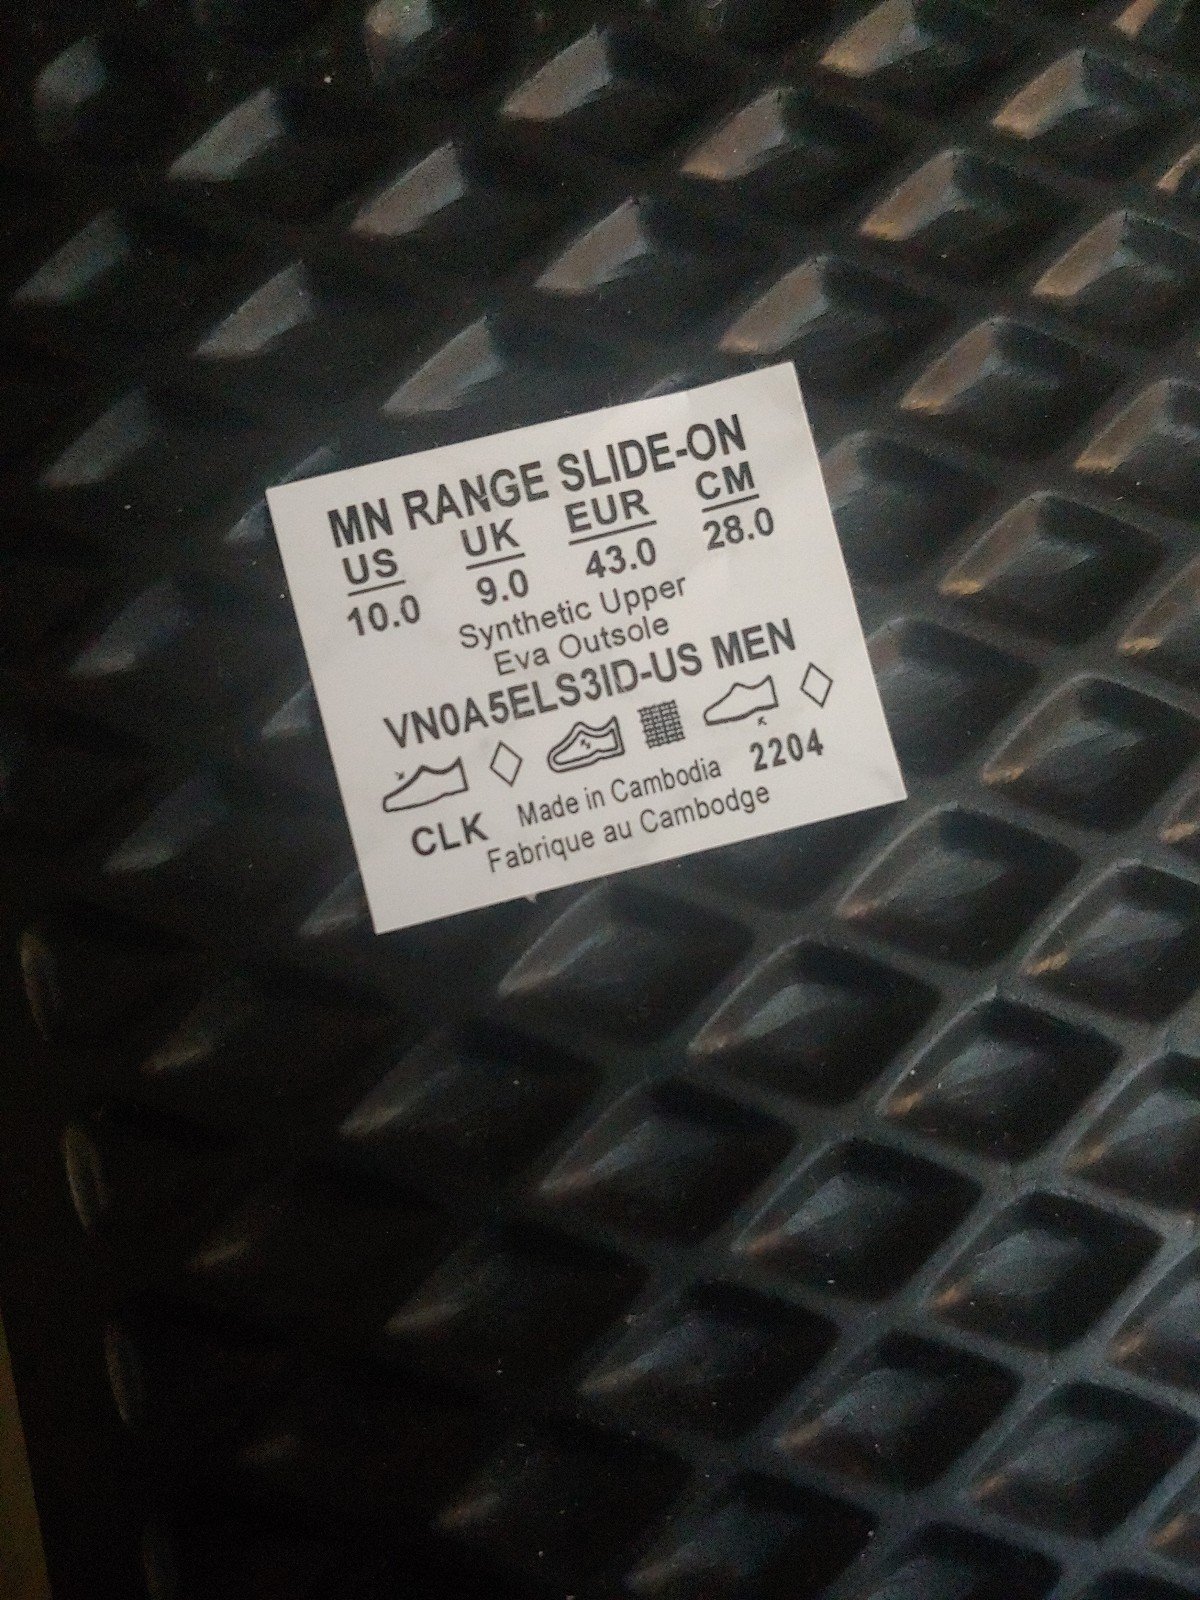 MN RANGE SLIDE-ON
US UK EUR CM
10.0 9.0 43.0 28.0
Synthetic Upper
Eva Outsole
VN0A5ELS3ID-US MEN
CLK Made in Cambodia 2204
Fabrique au Cambodge